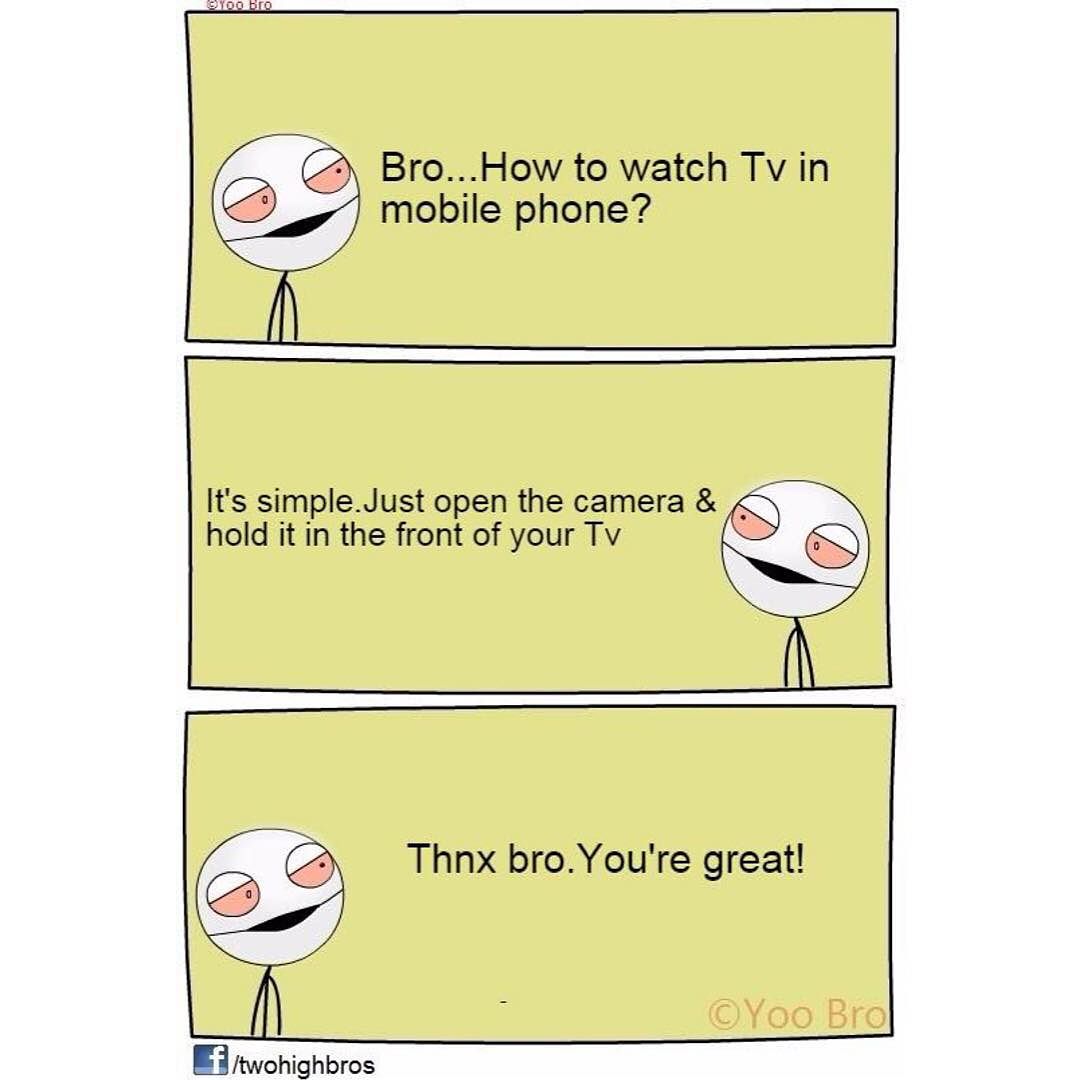 ©Yoo Bro
Bro...How to watch Tv in
mobile phone?
It's simple.Just open the camera &
hold it in the front of your Tv
Thnx bro.You're great!
-
©Yoo Bro
f /twohighbros